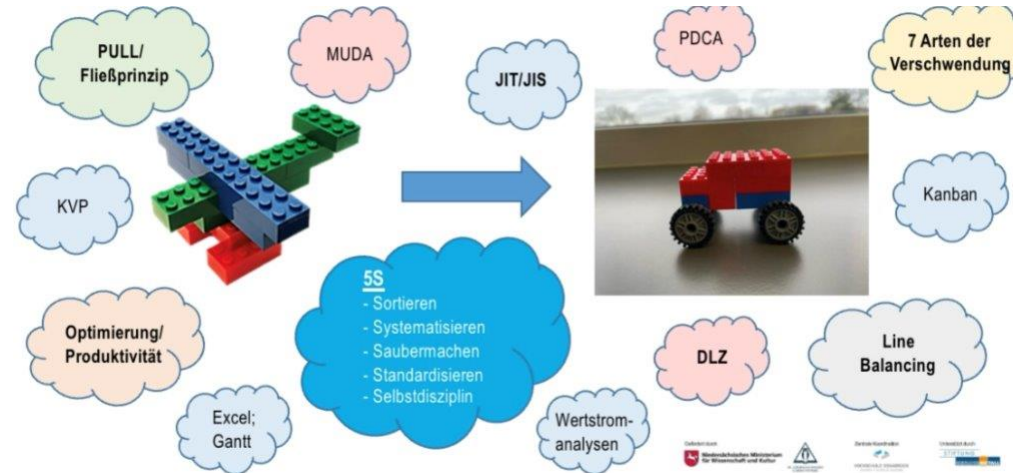 PULL/
Fließprinzip
MUDA
JIT/JIS
PDCA
7 Arten der
Verschwendung
KVP
Kanban
5S
- Sortieren
- Systematisieren
- Saubermachen
- Standardisieren
- Selbstdisziplin
Optimierung/
Produktivität
DLZ
Line
Balancing
Excel;
Gantt
Wertstrom-
analysen
Niedersächsisches Ministerium
für Wissenschaft und Kultur
STIFTUNG